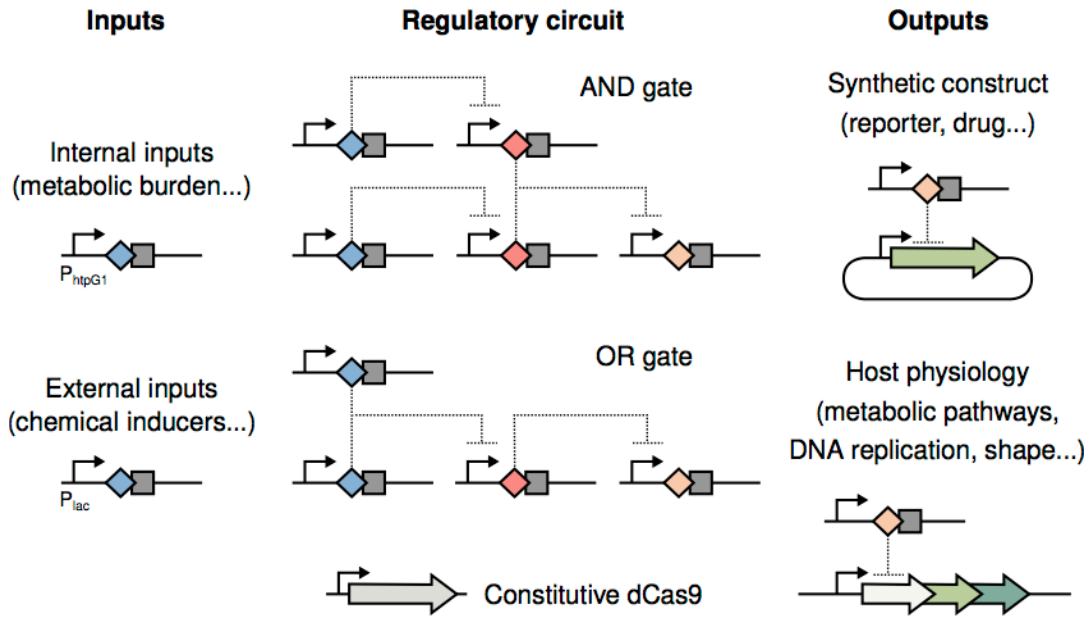 Inputs
Regulatory circuit
Outputs
AND gate
Synthetic construct
(reporter, drug...)
Internal inputs
(metabolic burden...)
PhtpG1
OR gate
Host physiology
(metabolic pathways,
DNA replication, shape...)
External inputs
(chemical inducers...)
Plac
Constitutive dCas9